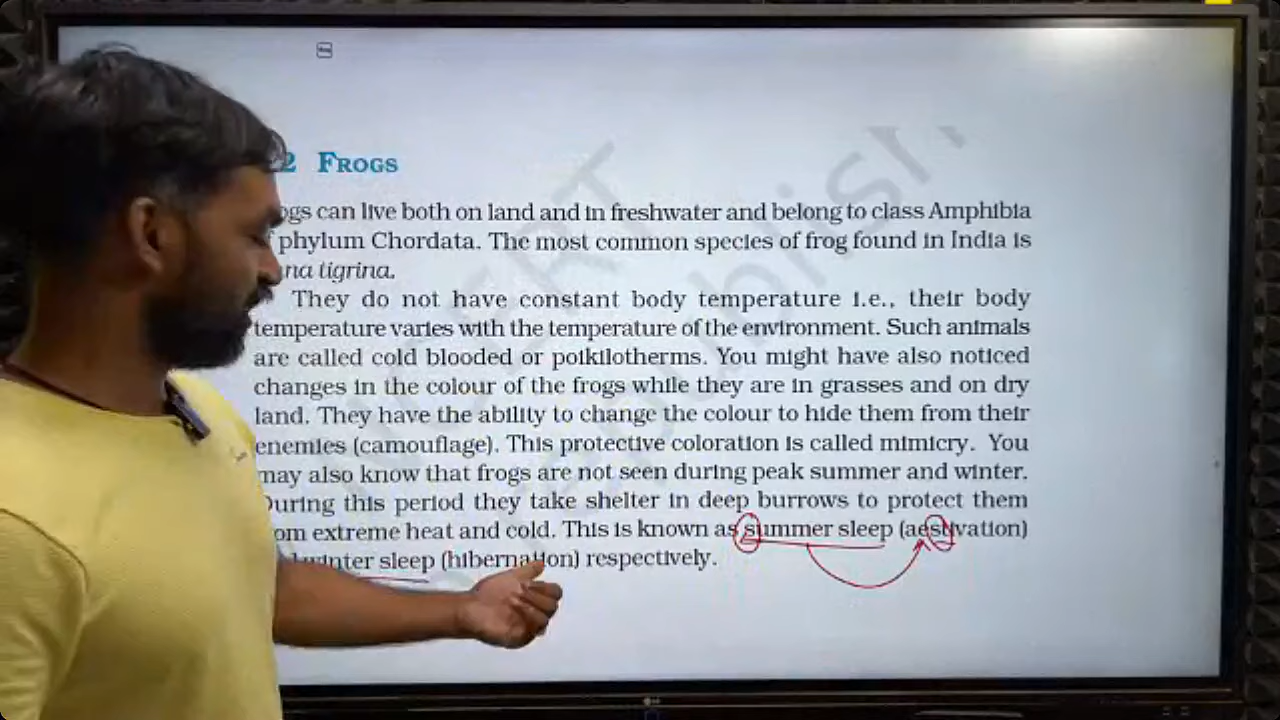 2 FROGS
ogs can live both on land and in freshwater and belong to class Amphibia
phylum Chordata. The most common species of frog found in India is
na tigrina.
They do not have constant body temperature i.e., their body
temperature varies with the temperature of the environment. Such animals
are called cold blooded or poikilotherms. You might have also noticed
changes in the colour of the frogs while they are in grasses and on dry
land. They have the ability to change the colour to hide them from their
enemies (camouflage). This protective coloration is called mimicry. You
may also know that frogs are not seen during peak summer and winter.
During this period they take shelter in deep burrows to protect them
om extreme heat and cold. This is known as summer sleep (aestivation)
winter sleep (hibernation) respectively.